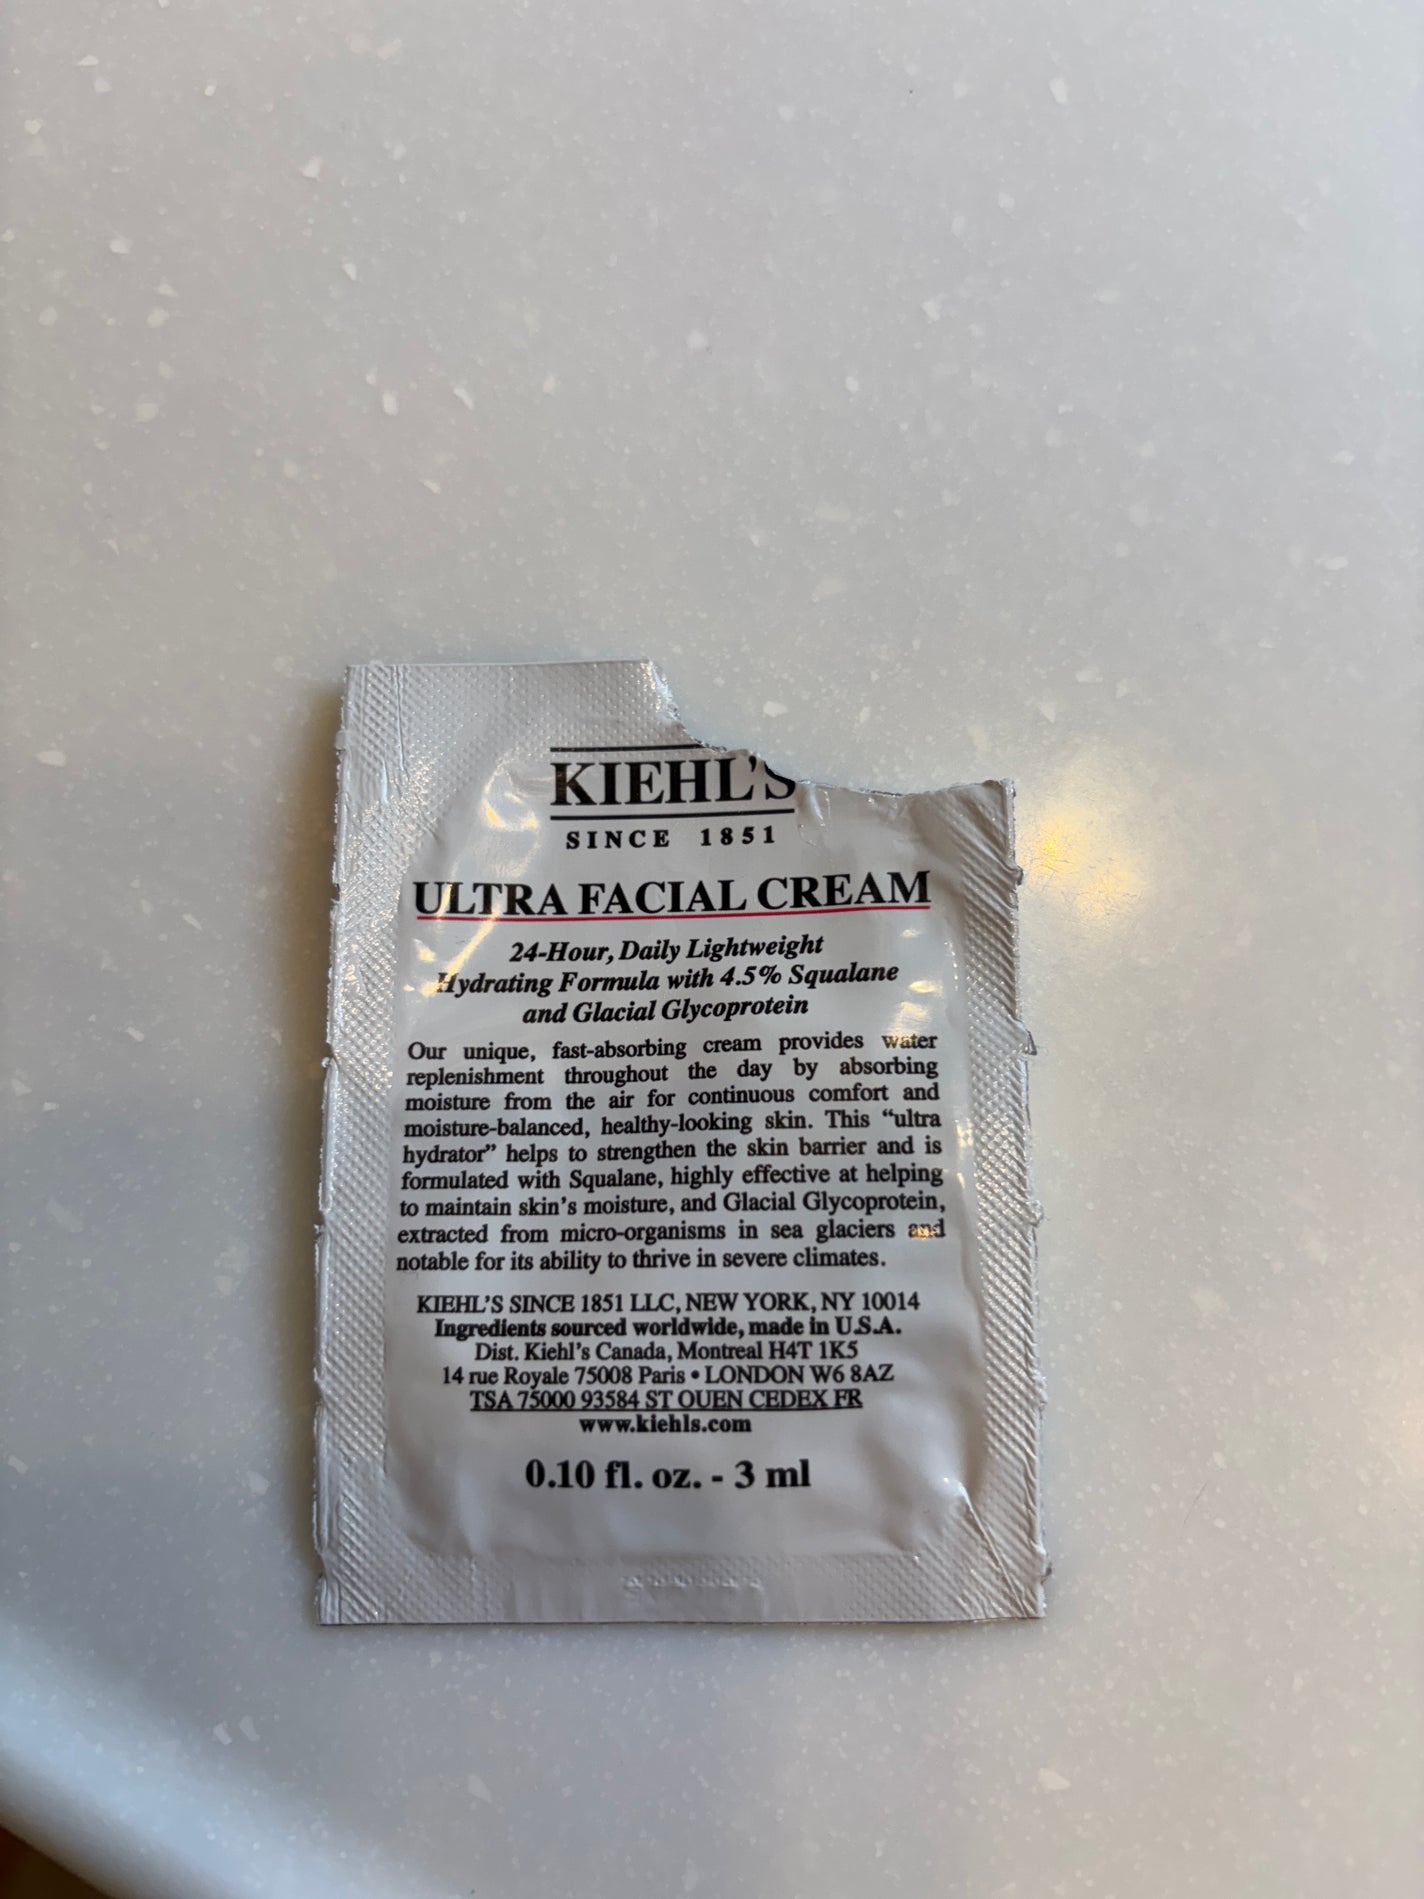 KIEHL'S
SINCE 1851
ULTRA FACIAL CREAM
24-Hour, Daily Lightweight
Hydrating Formula with 4.5% Squalane
and Glacial Glycoprotein
Our unique, fast-absorbing cream provides water
replenishment throughout the day by absorbing
moisture from the air for continuous comfort and
moisture-balanced, healthy-looking skin. This “ultra
hydrator” helps to strengthen the skin barrier and is
formulated with Squalane, highly effective at helping
to maintain skin's moisture, and Glacial Glycoprotein,
extracted from micro-organisms in sea glaciers and
notable for its ability to thrive in severe climates.
KIEHL'S SINCE 1851 LLC, NEW YORK, NY 10014
Ingredients sourced worldwide, made in U.S.A.
Dist. Kiehl's Canada, Montreal H4T 1K5
14 rue Royale 75008 Paris • LONDON W6 8AZ
TSA 75000 93584 ST OUEN CEDEX FR
www.kiehls.com
0.10 fl. oz. - 3 ml